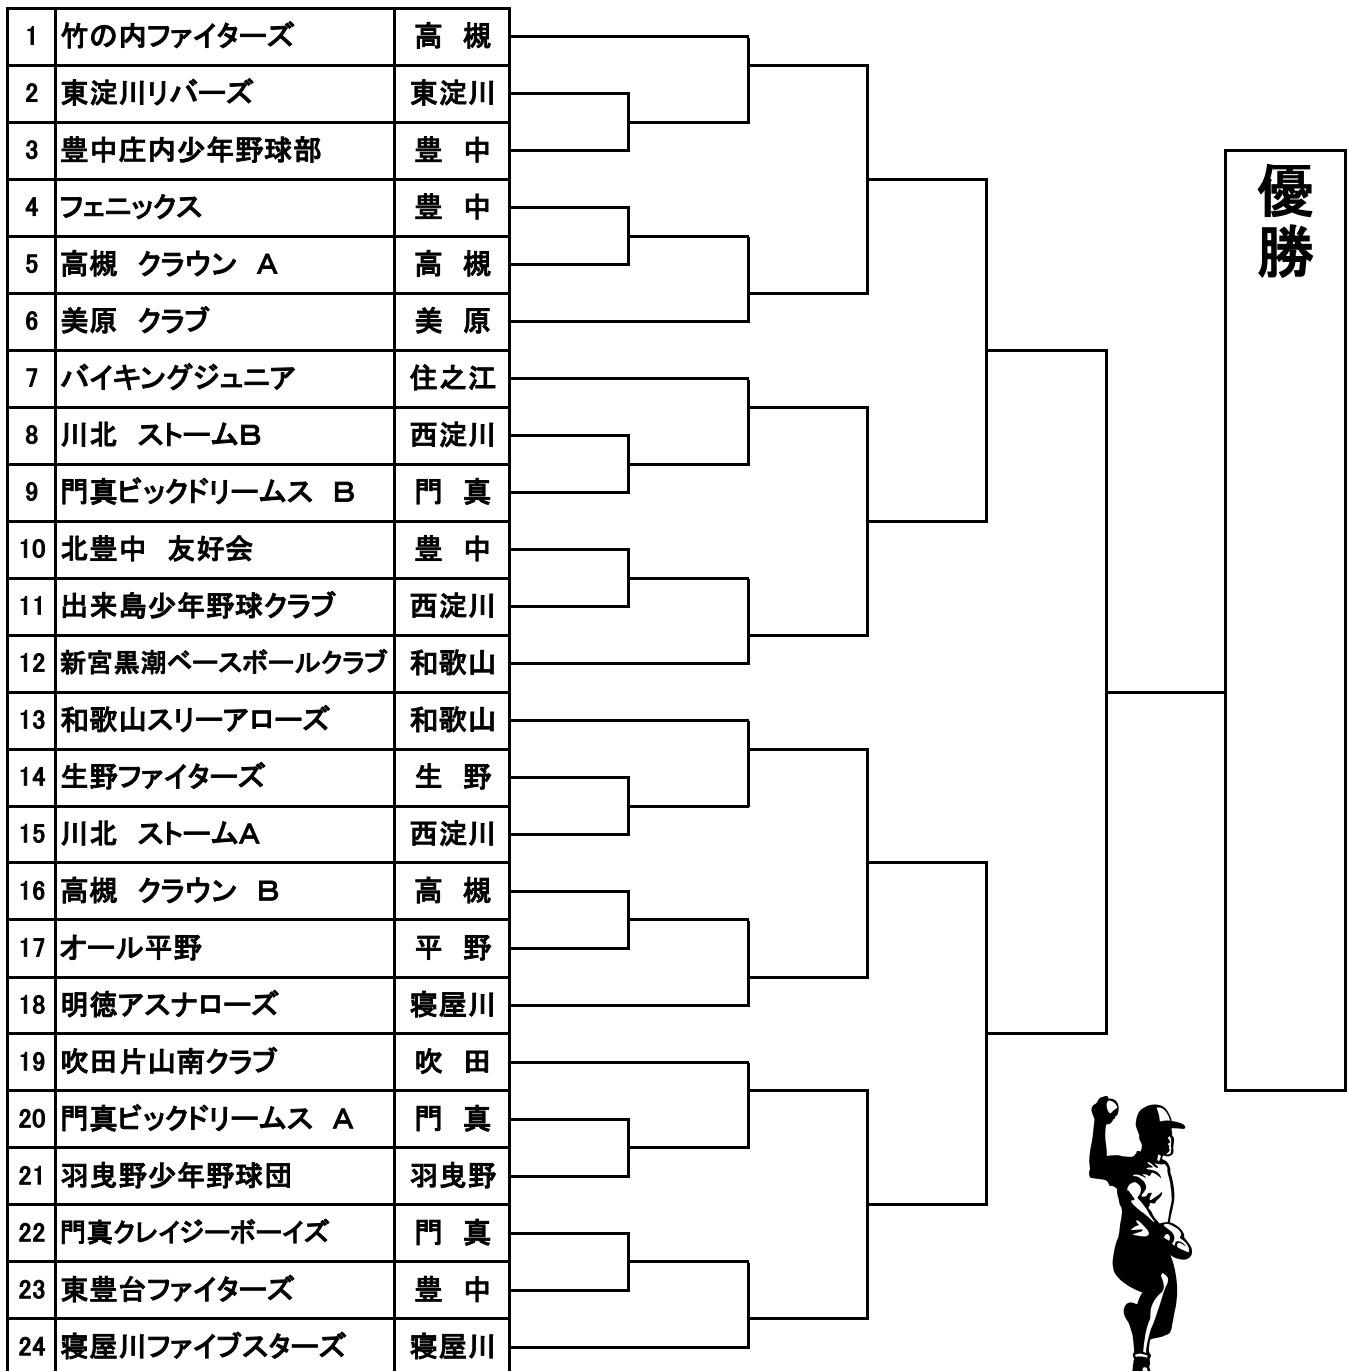 1 竹の内ファイターズ 高 槻
2 東淀川リバーズ 東淀川
3 豊中庄内少年野球部 豊 中
4 フェニックス 豊 中
5 高槻 クラウン A 高 槻
6 美原 クラブ 美 原
7 バイキングジュニア 住之江
8 川北 ストームB 西淀川
9 門真ビックドリームス B 門 真
10 北豊中 友好会 豊 中
11 出来島少年野球クラブ 西淀川
12 新宮黒潮ベースボールクラブ 和歌山
13 和歌山スリーアローズ 和歌山
14 生野ファイターズ 生 野
15 川北 ストームA 西淀川
16 高槻 クラウン B 高 槻
17 オール平野 平 野
18 明徳アスナローズ 寝屋川
19 吹田片山南クラブ 吹 田
20 門真ビックドリームス A 門 真
21 羽曳野少年野球団 羽曳野
22 門真クレイジーボーイズ 門 真
23 東豊台ファイターズ 豊 中
24 寝屋川ファイブスターズ 寝屋川
優勝